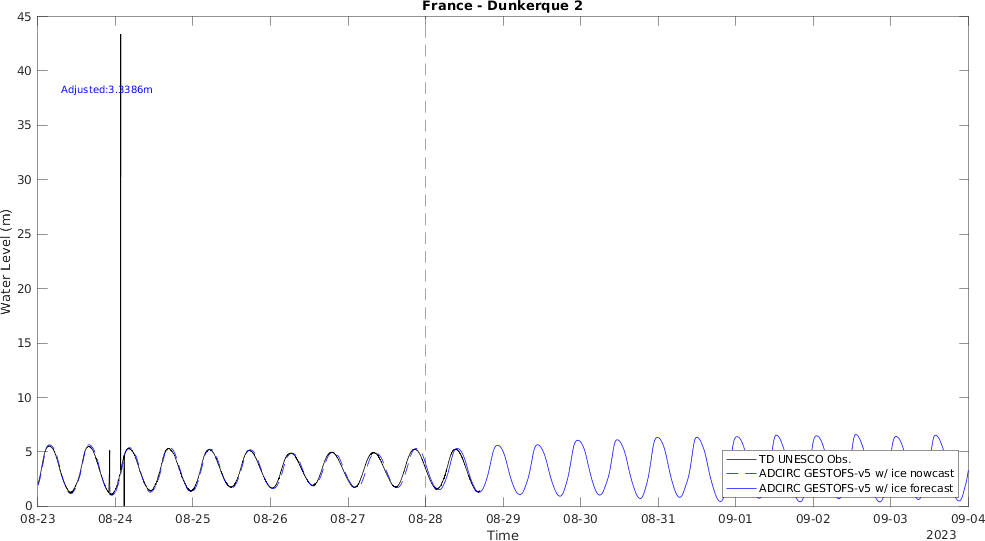 France - Dunkerque 2
45
40
35
30
25
20
15
10
5
0
Water Level (m)
Adjusted:3.3386m
TD UNESCO Obs.
ADCIRC GESTOFS-v5 w/ ice nowcast
ADCIRC GESTOFS-v5 w/ ice forecast
08-23 08-24 08-25 08-26 08-27 08-28 08-29 08-30 08-31 09-01 09-02 09-03 09-04
Time
2023